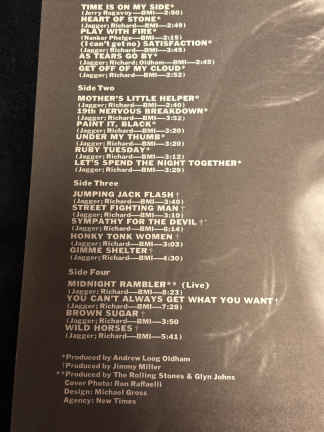 TIME IS ON MY SIDE*
(Jerry Ragavoy—BMI—2:50)
HEART OF STONE*
(Jagger; Richard—BMI—2:49)
PLAY WITH FIRE*
(Nanker Phelge—BMI—2:15)
(I can't get no) SATISFACTION*
(Jagger; Richard—BMI—3:45)
AS TEARS GO BY*
(Jagger; Richard; Oldham—BMI—2:45)
GET OFF OF MY CLOUD*
(Jagger; Richard—BMI—2:52)
Side Two
MOTHER'S LITTLE HELPER*
(Jagger; Richard—BMI—2:40)
19th NERVOUS BREAKDOWN*
(Jagger; Richard—BMI—3:52)
PAINT IT, BLACK*
(Jagger; Richard—BMI—3:20)
UNDER MY THUMB*
(Jagger; Richard—BMI—3:20)
RUBY TUESDAY*
(Jagger; Richard—BMI—3:12)
LET'S SPEND THE NIGHT TOGETHER*
(Jagger; Richard—BMI—3:29)
Side Three
JUMPING JACK FLASH†
(Jagger; Richard—BMI—3:40)
STREET FIGHTING MAN†
(Jagger; Richard—BMI—3:10)
SYMPATHY FOR THE DEVIL†
(Jagger; Richard—BMI—6:14)
HONKY TONK WOMEN†
(Jagger; Richard—BMI—3:03)
GIMME SHELTER†
(Jagger; Richard—BMI—4:30)
Side Four
MIDNIGHT RAMBLER** (Live)
(Jagger; Richard—BMI—8:23)
YOU CAN'T ALWAYS GET WHAT YOU WANT†
(Jagger; Richard—BMI—7:28)
BROWN SUGAR†
(Jagger; Richard—BMI—3:50
WILD HORSES†
(Jagger; Richard—BMI—5:41)
*Produced by Andrew Loog Oldham
†Produced by Jimmy Miller
**Produced by The Rolling Stones & Glyn Johns
Cover Photo: Ron Raffaelli
Design: Michael Gross
Agency: New Times